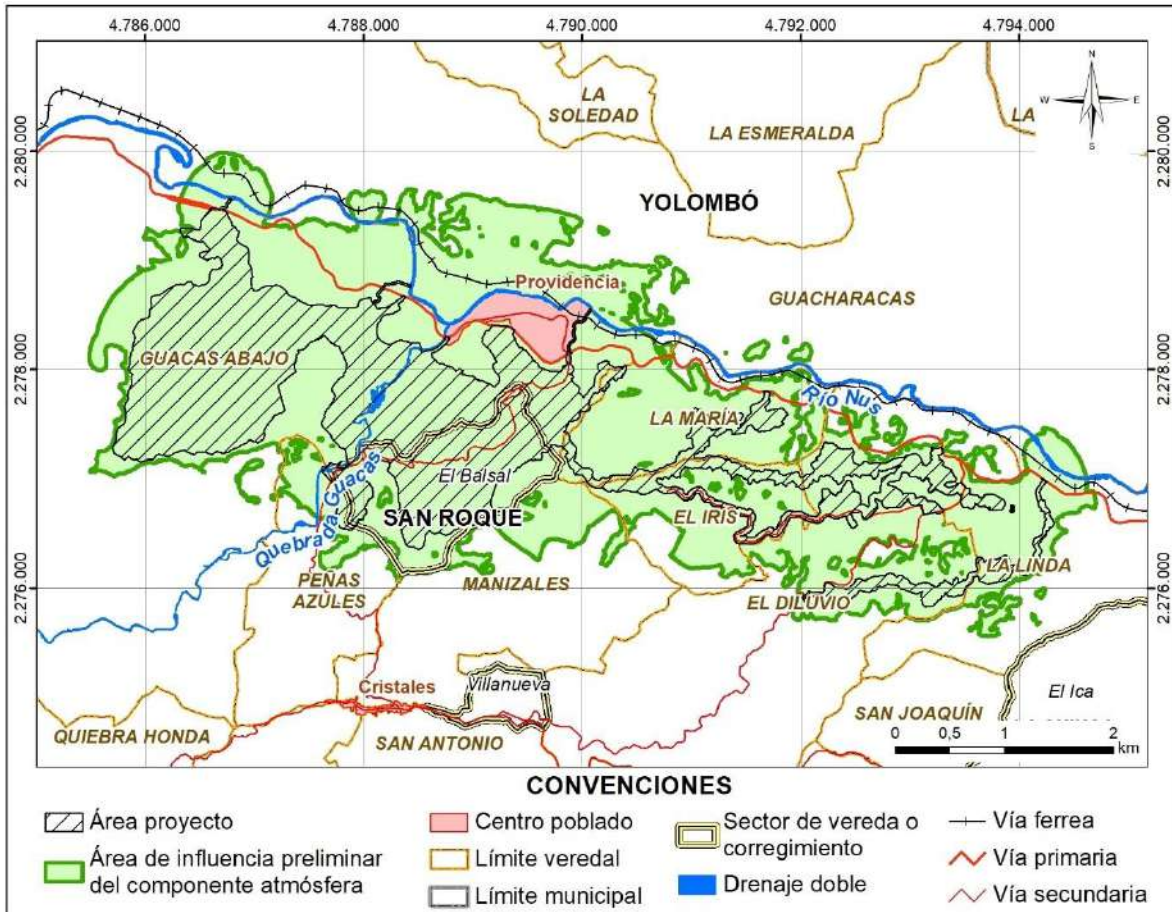 4.786.000 4.788.000 4.790.000 4.792.000 4.794.000
N
W E
S
LA
SOLEDAD
LA ESMERALDA
LA
2.280.000 2.280.000
YOLOMBÓ
Providencia
GUACHARACAS
GUACAS ABAJO
2.278.000 2.278.000
LA MARÍA
Río Nus
El Balsal
Quebrada Guacas
SAN ROQUE
EL IRIS
PEÑAS
AZULES
MANIZALES
LA LINDA
EL DILUVIO
2.276.000 2.276.000
Cristales
Villanueva
El Ica
QUIEBRA HONDA
SAN ANTONIO
SAN JOAQUÍN
0 0,5 1 2
km
CONVENCIONES
Área proyecto
Área de influencia preliminar
del componente atmósfera
Centro poblado
Límite veredal
Límite municipal
Sector de vereda o
corregimiento
Drenaje doble
Vía ferrea
Vía primaria
Vía secundaria